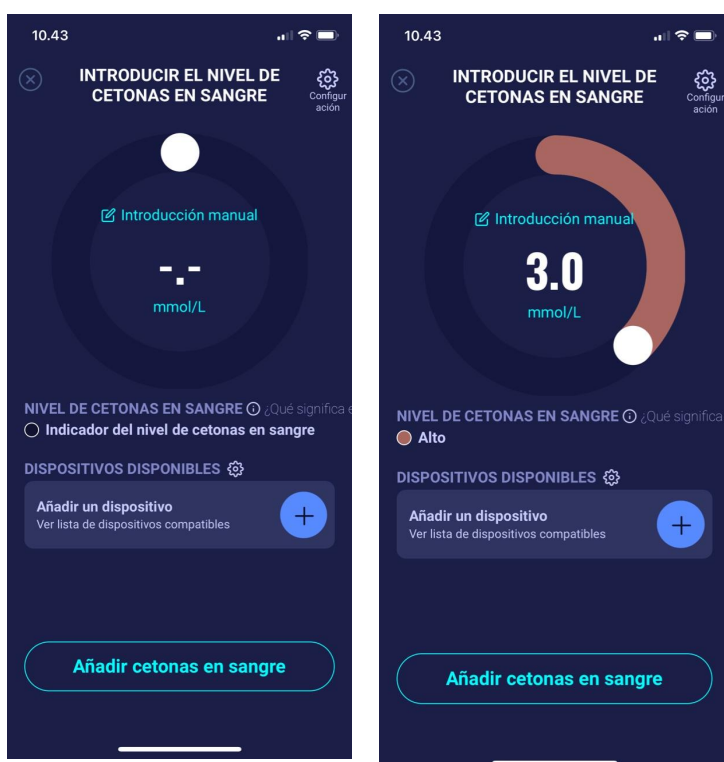 10.43
INTRODUCIR EL NIVEL DE
CETONAS EN SANGRE
Configur
ación
Introducción manual
-.-
mmol/L
NIVEL DE CETONAS EN SANGRE ¿Qué significa e
Indicador del nivel de cetonas en sangre
DISPOSITIVOS DISPONIBLES
Añadir un dispositivo
Ver lista de dispositivos compatibles
Añadir cetonas en sangre
10.43
INTRODUCIR EL NIVEL DE
CETONAS EN SANGRE
Configur
ación
Introducción manual
3.0
mmol/L
NIVEL DE CETONAS EN SANGRE ¿Qué significa
Alto
DISPOSITIVOS DISPONIBLES
Añadir un dispositivo
Ver lista de dispositivos compatibles
Añadir cetonas en sangre